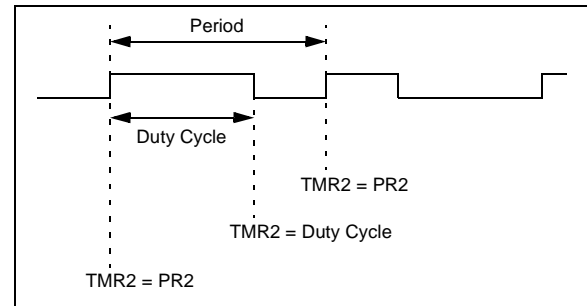 Period
Duty Cycle
TMR2 = PR2
TMR2 = Duty Cycle
TMR2 = PR2